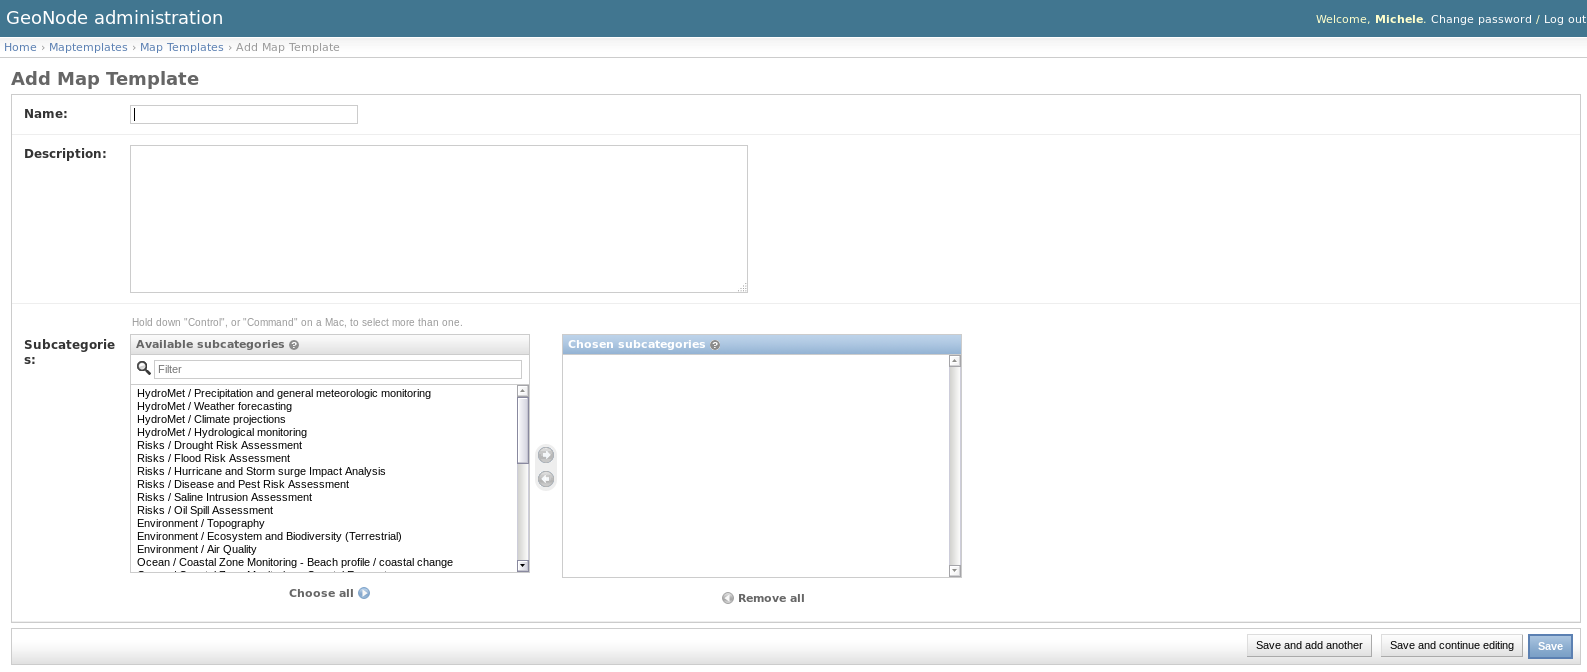 GeoNode administration
Welcome, Michele. Change password / Log out
Home › Maptemplates › Map Templates › Add Map Template
Add Map Template
Name:
Description:
Hold down "Control", or "Command" on a Mac, to select more than one.
Subcategorie
s:
Available subcategories ?
Filter
HydroMet / Precipitation and general meteorologic monitoring
HydroMet / Weather forecasting
HydroMet / Climate projections
HydroMet / Hydrological monitoring
Risks / Drought Risk Assessment
Risks / Flood Risk Assessment
Risks / Hurricane and Storm surge Impact Analysis
Risks / Disease and Pest Risk Assessment
Risks / Saline Intrusion Assessment
Risks / Oil Spill Assessment
Environment / Topography
Environment / Ecosystem and Biodiversity (Terrestrial)
Environment / Air Quality
Ocean / Coastal Zone Monitoring - Beach profile / coastal change
Choose all
Chosen subcategories ?
Remove all
Save and add another
Save and continue editing
Save